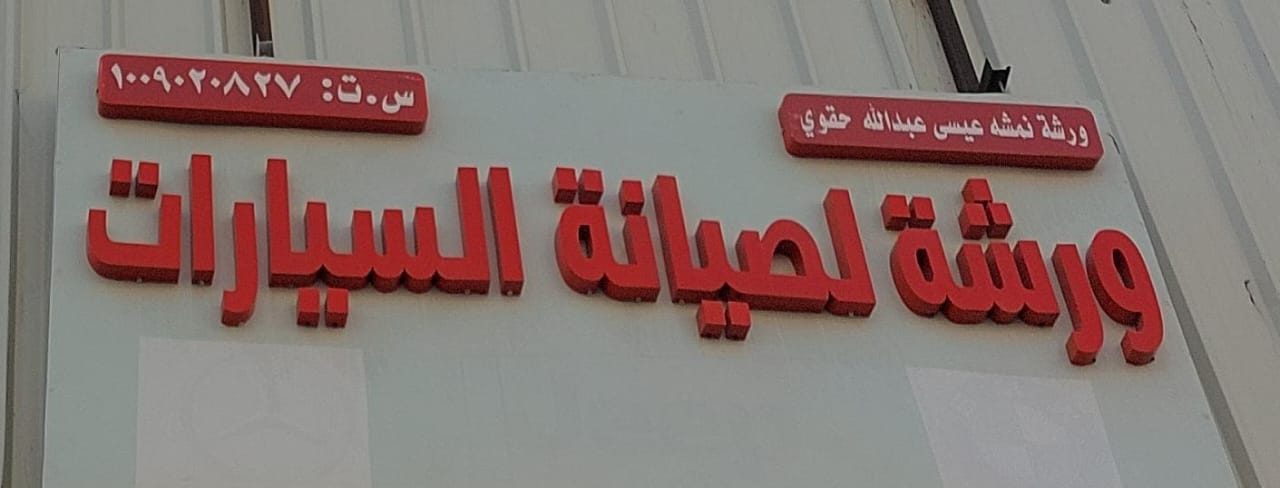 ورشة نمشه عيسى عبدالله حقوي
س.ت: ١٠٠٩٠٢٠٨٢٧
ورشة لصيانة السيارات